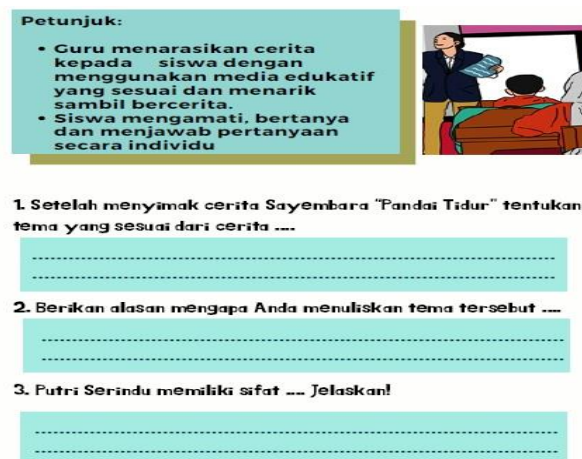 Petunjuk:
• Guru menarasikan cerita
kepada siswa dengan
menggunakan media edukatif
yang sesuai dan menarik
sambil bercerita.
• Siswa mengamati, bertanya
dan menjawab pertanyaan
secara individu
1. Setelah menyimak cerita Sayembara "Pandai Tidur" tentukan
tema yang sesuai dari cerita ....
2. Berikan alasan mengapa Anda menuliskan tema tersebut ....
3. Putri Serindu memiliki sifat .... Jelaskan!